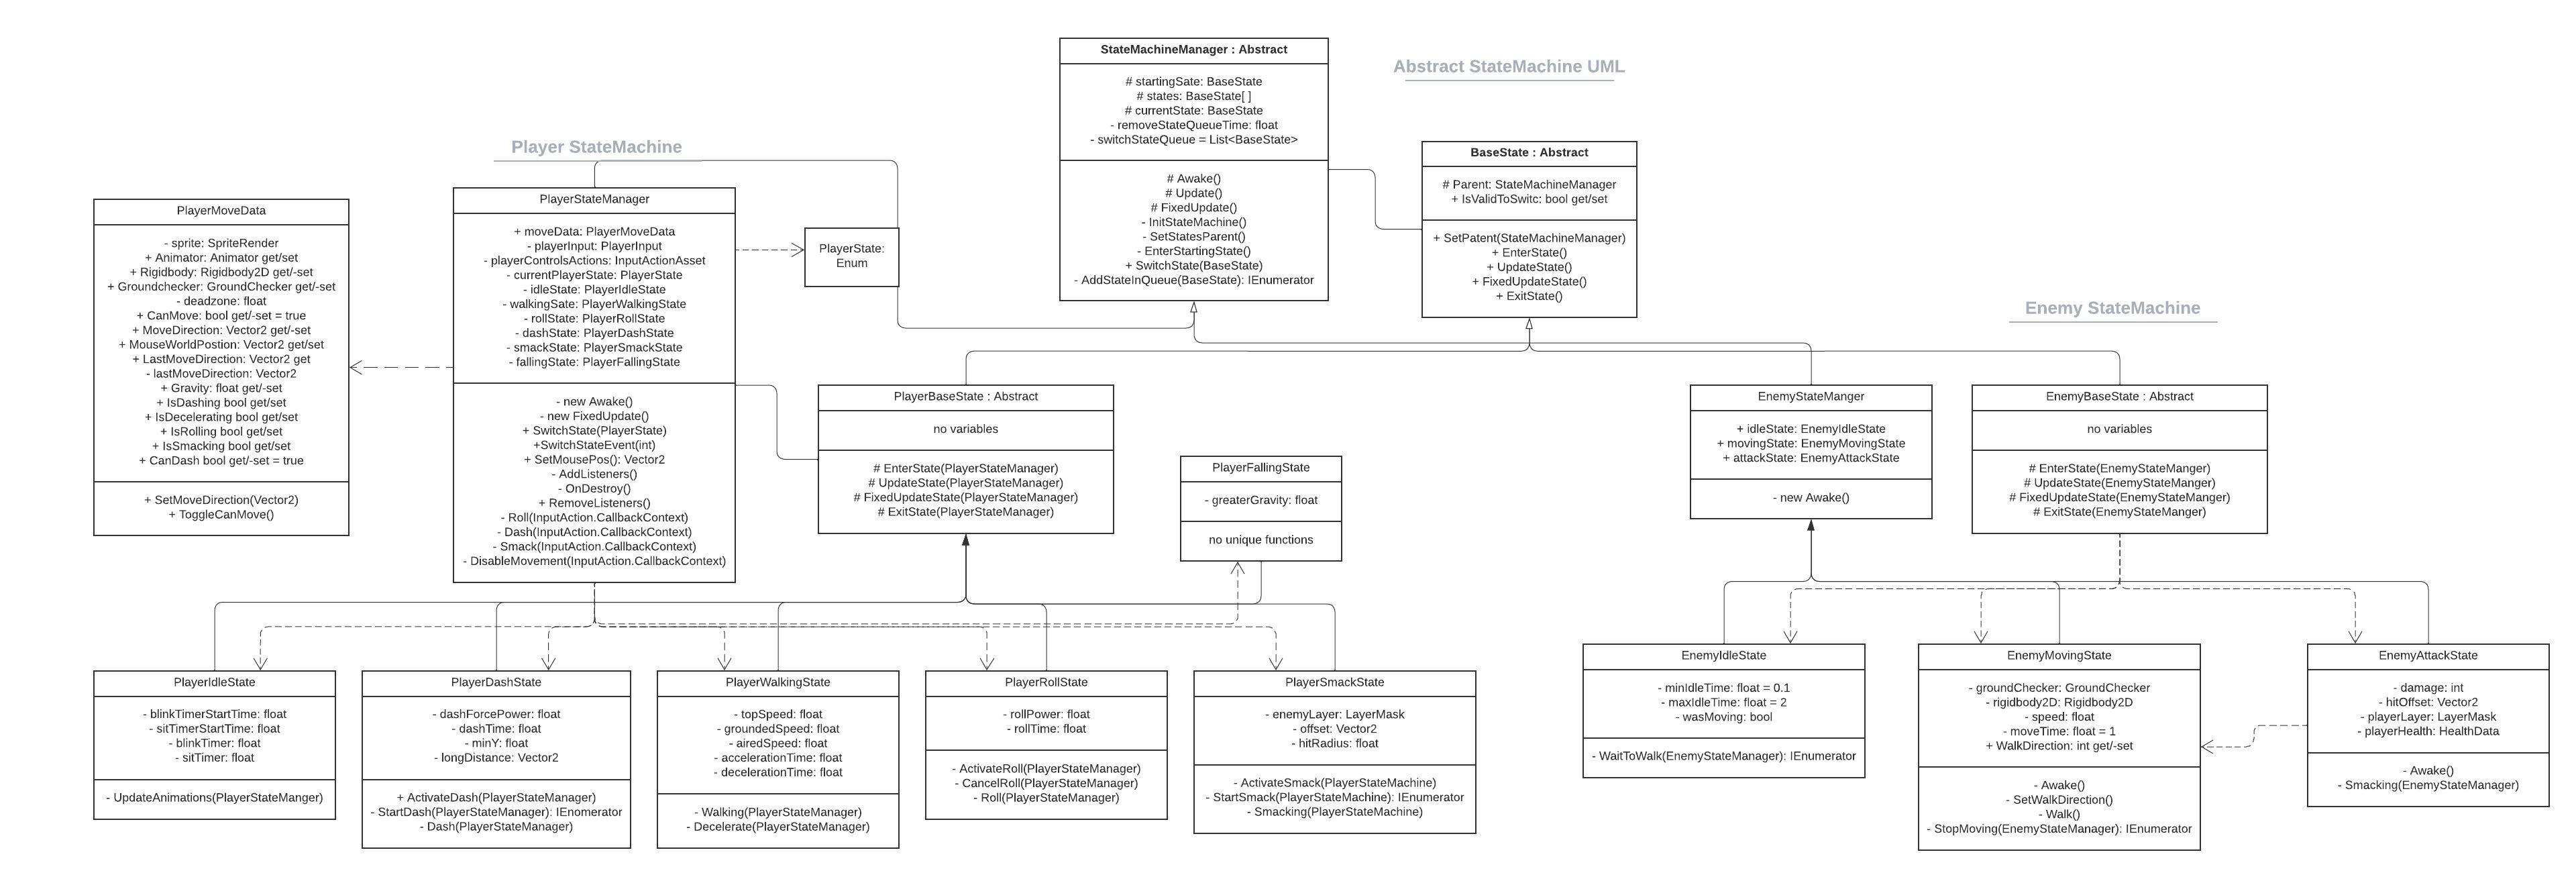 StateMachineManager : Abstract
# startingSate: BaseState
# states: BaseState[ ]
# currentState: BaseState
- removeStateQueueTime: float
- switchStateQueue = List<BaseState>
# Awake()
# Update()
# FixedUpdate()
- InitStateMachine()
- SetStatesParent()
- EnterStartingState()
+ SwitchState(BaseState)
- AddStateInQueue(BaseState): IEnumerator
Abstract StateMachine UML
BaseState : Abstract
# Parent: StateMachineManager
+ IsValidToSwitc: bool get/set
+ SetPatent(StateMachineManager)
+ EnterState()
+ UpdateState()
+ FixedUpdateState()
+ ExitState()
Player StateMachine
PlayerMoveData
- sprite: SpriteRender
+ Animator: Animator get/set
+ Rigidbody: Rigidbody2D get/-set
+ Groundchecker: GroundChecker get/-set
- deadzone: float
+ CanMove: bool get/-set = true
+ MoveDirection: Vector2 get/-set
+ MouseWorldPostion: Vector2 get/set
+ LastMoveDirection: Vector2 get
- lastMoveDirection: Vector2
+ Gravity: float get/-set
+ IsDashing bool get/set
+ IsDecelerating bool get/set
+ IsRolling bool get/set
+ IsSmacking bool get/set
+ CanDash bool get/-set = true
+ SetMoveDirection(Vector2)
+ ToggleCanMove()
PlayerStateManager
+ moveData: PlayerMoveData
- playerInput: PlayerInput
- playerControlsActions: InputActionAsset
- currentPlayerState: PlayerState
- idleState: PlayerIdleState
- walkingSate: PlayerWalkingState
- rollState: PlayerRollState
- dashState: PlayerDashState
- smackState: PlayerSmackState
- fallingState: PlayerFallingState
- new Awake()
- new FixedUpdate()
+ SwitchState(PlayerState)
+SwitchStateEvent(int)
+ SetMousePos(): Vector2
- AddListeners()
- OnDestroy()
+ RemoveListeners()
- Roll(InputAction.CallbackContext)
- Dash(InputAction.CallbackContext)
- Smack(InputAction.CallbackContext)
- DisableMovement(InputAction.CallbackContext)
PlayerState:
Enum
PlayerBaseState : Abstract
no variables
# EnterState(PlayerStateManager)
# UpdateState(PlayerStateManager)
# FixedUpdateState(PlayerStateManager)
# ExitState(PlayerStateManager)
PlayerFallingState
- greaterGravity: float
no unique functions
Enemy StateMachine
EnemyStateManger
+ idleState: EnemyIdleState
+ movingState: EnemyMovingState
+ attackState: EnemyAttackState
- new Awake()
EnemyBaseState : Abstract
no variables
# EnterState(EnemyStateManger)
# UpdateState(EnemyStateManger)
# FixedUpdateState(EnemyStateManger)
# ExitState(EnemyStateManger)
PlayerIdleState
- blinkTimerStartTime: float
- sitTimerStartTime: float
- blinkTimer: float
- sitTimer: float
- UpdateAnimations(PlayerStateManger)
PlayerDashState
- dashForcePower: float
- dashTime: float
- minY: float
- longDistance: Vector2
+ ActivateDash(PlayerStateManager)
- StartDash(PlayerStateManager): IEnumerator
- Dash(PlayerStateManager)
PlayerWalkingState
- topSpeed: float
- groundedSpeed: float
- airedSpeed: float
- accelerationTime: float
- decelerationTime: float
- Walking(PlayerStateManager)
- Decelerate(PlayerStateManager)
PlayerRollState
- rollPower: float
- rollTime: float
- ActivateRoll(PlayerStateManager)
- CancelRoll(PlayerStateManager)
- Roll(PlayerStateManager)
PlayerSmackState
- enemyLayer: LayerMask
- offset: Vector2
- hitRadius: float
- ActivateSmack(PlayerStateMachine)
- StartSmack(PlayerStateMachine): IEnumerator
- Smacking(PlayerStateMachine)
EnemyIdleState
- minIdleTime: float = 0.1
- maxIdleTime: float = 2
- wasMoving: bool
- WaitToWalk(EnemyStateManager): IEnumerator
EnemyMovingState
- groundChecker: GroundChecker
- rigidbody2D: Rigidbody2D
- speed: float
- moveTime: float = 1
+ WalkDirection: int get/-set
- Awake()
- SetWalkDirection()
- Walk()
- StopMoving(EnemyStateManager): IEnumerator
EnemyAttackState
- damage: int
- hitOffset: Vector2
- playerLayer: LayerMask
- playerHealth: HealthData
- Awake()
- Smacking(EnemyStateManager)